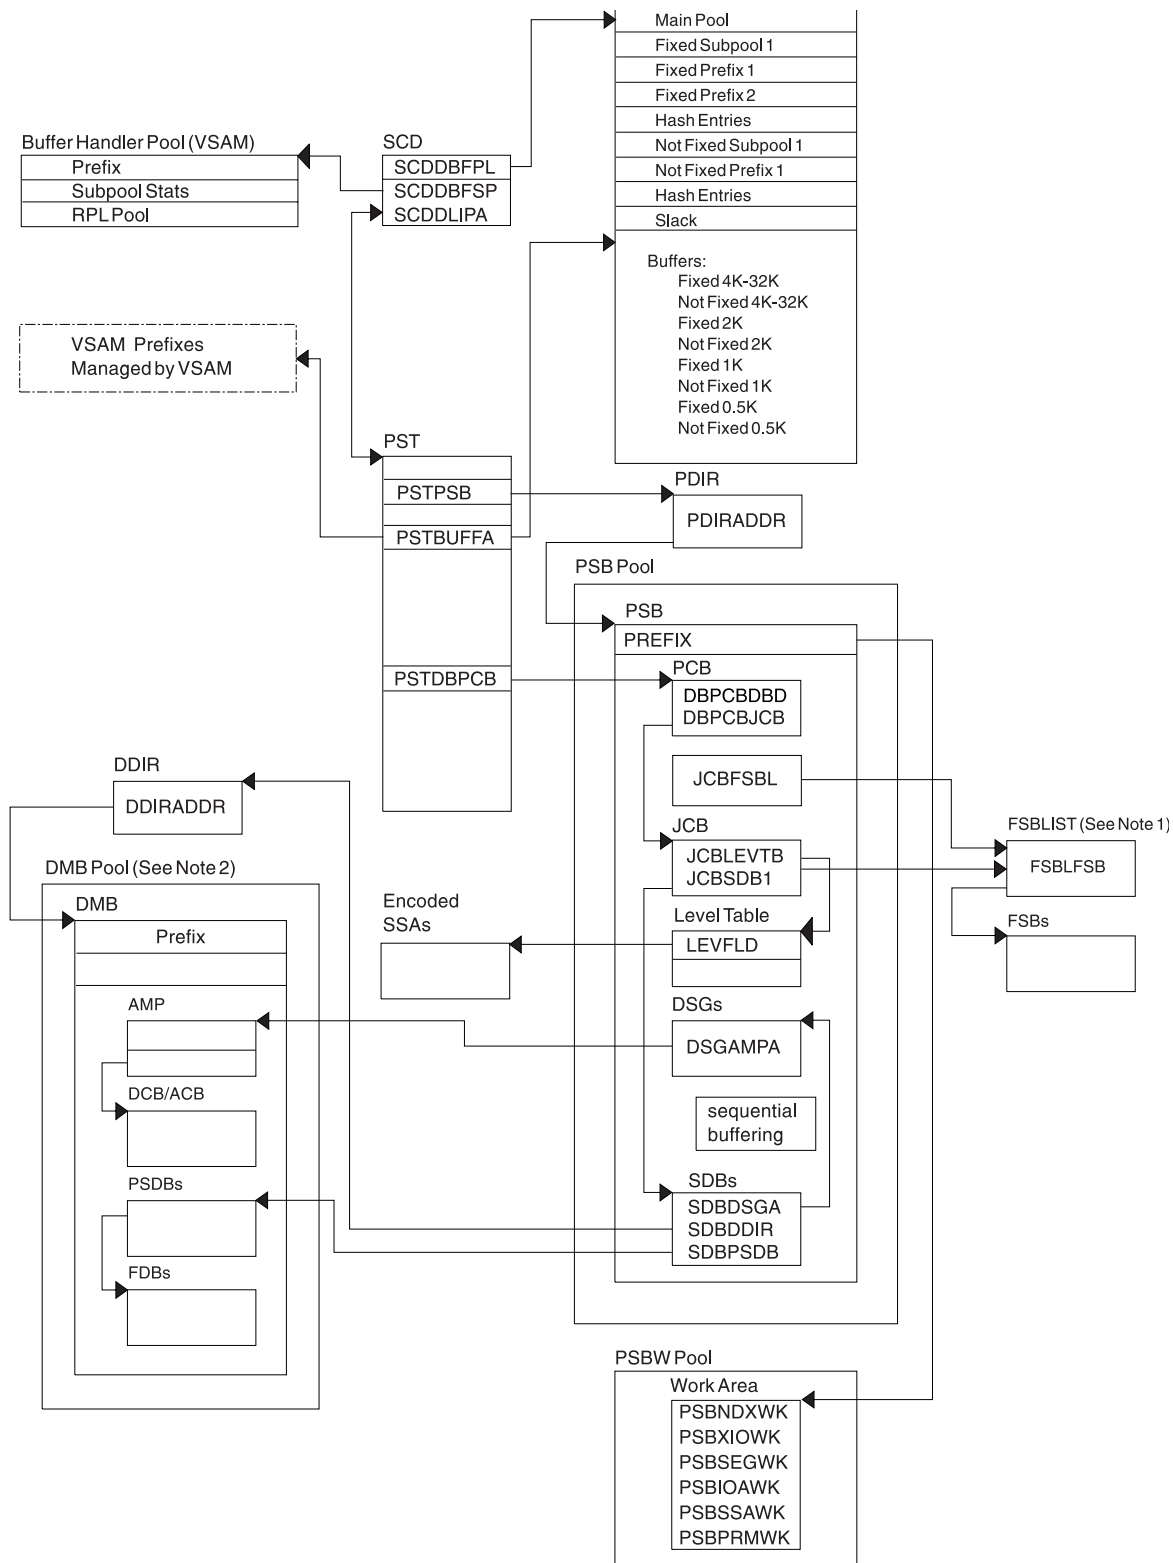 Main Pool
Fixed Subpool 1
Fixed Prefix 1
Fixed Prefix 2
Hash Entries
Not Fixed Subpool 1
Not Fixed Prefix 1
Hash Entries
Slack
Buffers:
Fixed 4K-32K
Not Fixed 4K-32K
Fixed 2K
Not Fixed 2K
Fixed 1K
Not Fixed 1K
Fixed 0.5K
Not Fixed 0.5K
Buffer Handler Pool (VSAM)
Prefix
Subpool Stats
RPL Pool
SCD
SCDDBFPL
SCDDBFSP
SCDDLIPA
VSAM Prefixes
Managed by VSAM
PST
PSTPSB
PSTBUFFA
PSTDBPCB
PDIR
PDIRADDR
PSB Pool
PSB
PREFIX
PCB
DBPCBDBD
DBPCBJCB
JCBFSBL
JCB
JCBLEVTB
JCBSDB1
Level Table
LEVFLD
DSGs
DSGAMPA
sequential
buffering
SDBs
SDBDSGA
SDBDDIR
SDBPSDB
FSBLIST (See Note 1)
FSBLFSB
FSBs
Encoded
SSAs
DDIR
DDIRADDR
DMB Pool (See Note 2)
DMB
Prefix
AMP
DCB/ACB
PSDBs
FDBs
PSBW Pool
Work Area
PSBNDXWK
PSBXIOWK
PSBSEGWK
PSBIOAWK
PSBSSAWK
PSBPRMWK